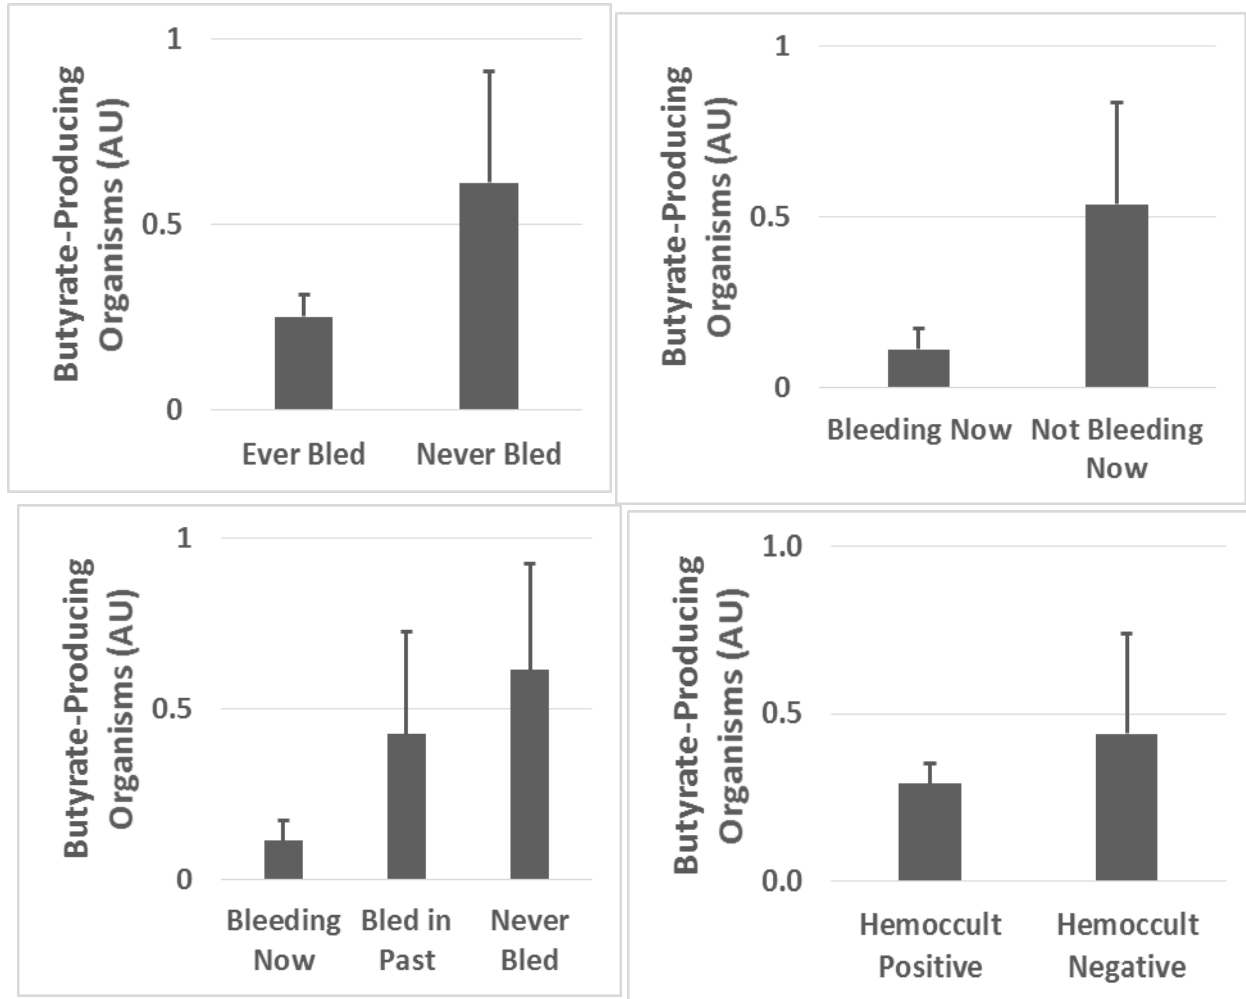 Butyrate-Producing
Organisms (AU)
1
0.5
0
Ever Bled
Never Bled
Butyrate-Producing
Organisms (AU)
1
0.5
0
Bleeding Now
Not Bleeding
Now
Butyrate-Producing
Organisms (AU)
1
0.5
0
Bleeding
Now
Bled in
Past
Never
Bled
Butyrate-Producing
Organisms (AU)
1.0
0.5
0.0
Hemoccult
Positive
Hemoccult
Negative